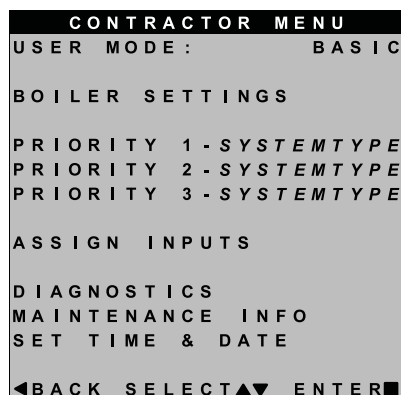 CONTRACTOR MENU
USER MODE: BASIC
BOILER SETTINGS
PRIORITY 1-SYSTEMTYPE
PRIORITY 2-SYSTEMTYPE
PRIORITY 3-SYSTEMTYPE
ASSIGN INPUTS
DIAGNOSTICS
MAINTENANCE INFO
SET TIME & DATE
◀BACK SELECT▲▼ ENTER■